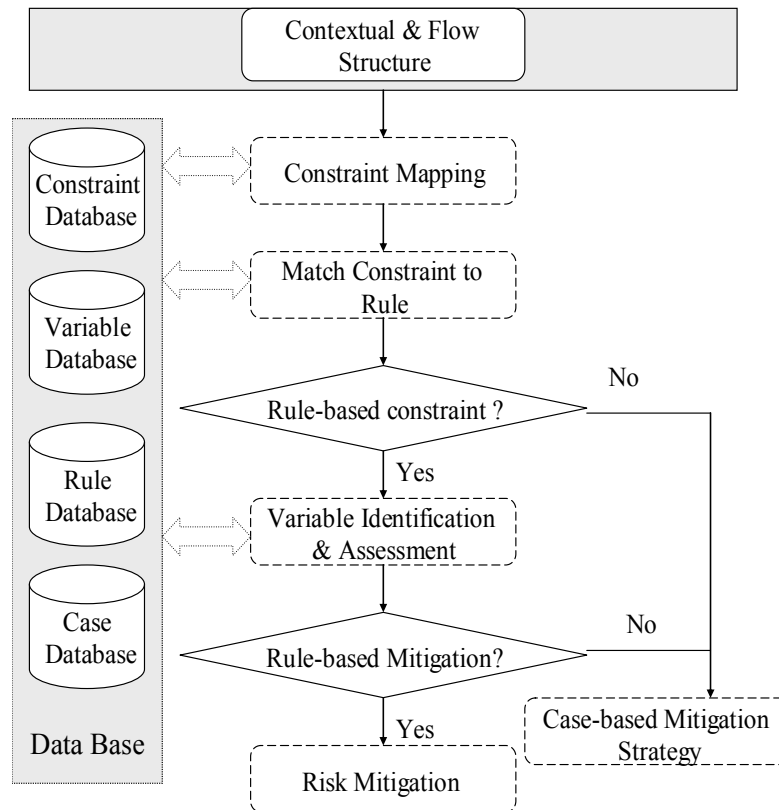 Contextual & Flow
Structure
Constraint
Database
Constraint Mapping
Match Constraint to
Rule
Variable
Database
Rule-based constraint ?
No
Yes
Rule
Database
Variable Identification
& Assessment
Case
Database
Rule-based Mitigation?
No
Yes
Data Base
Case-based Mitigation
Strategy
Risk Mitigation